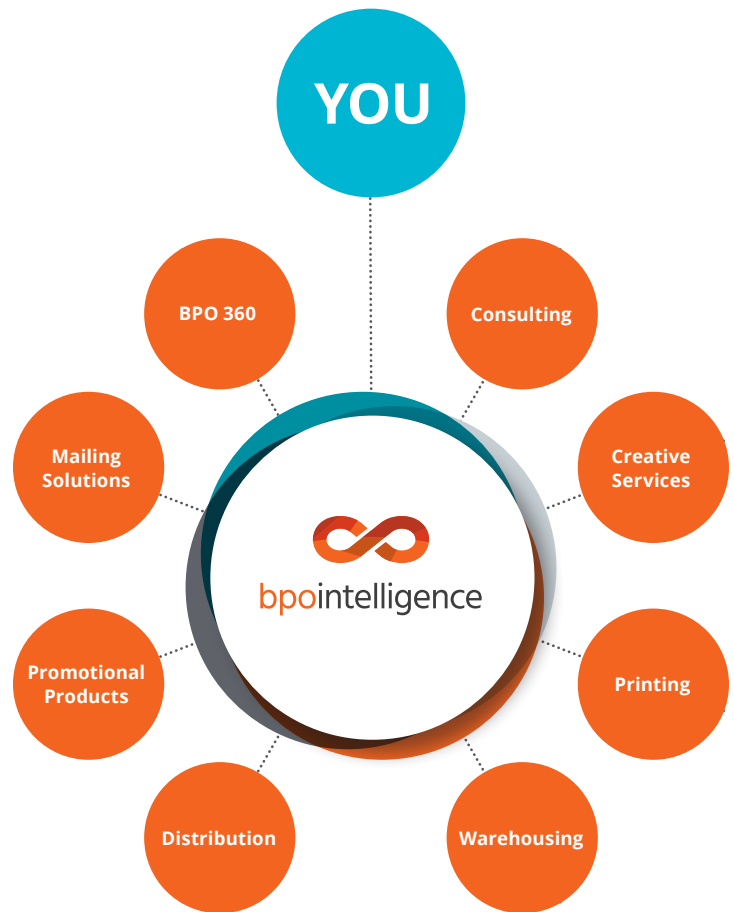 YOU
BPO 360
Consulting
Mailing
Solutions
Creative
Services
bpointelligence
Promotional
Products
Printing
Distribution
Warehousing